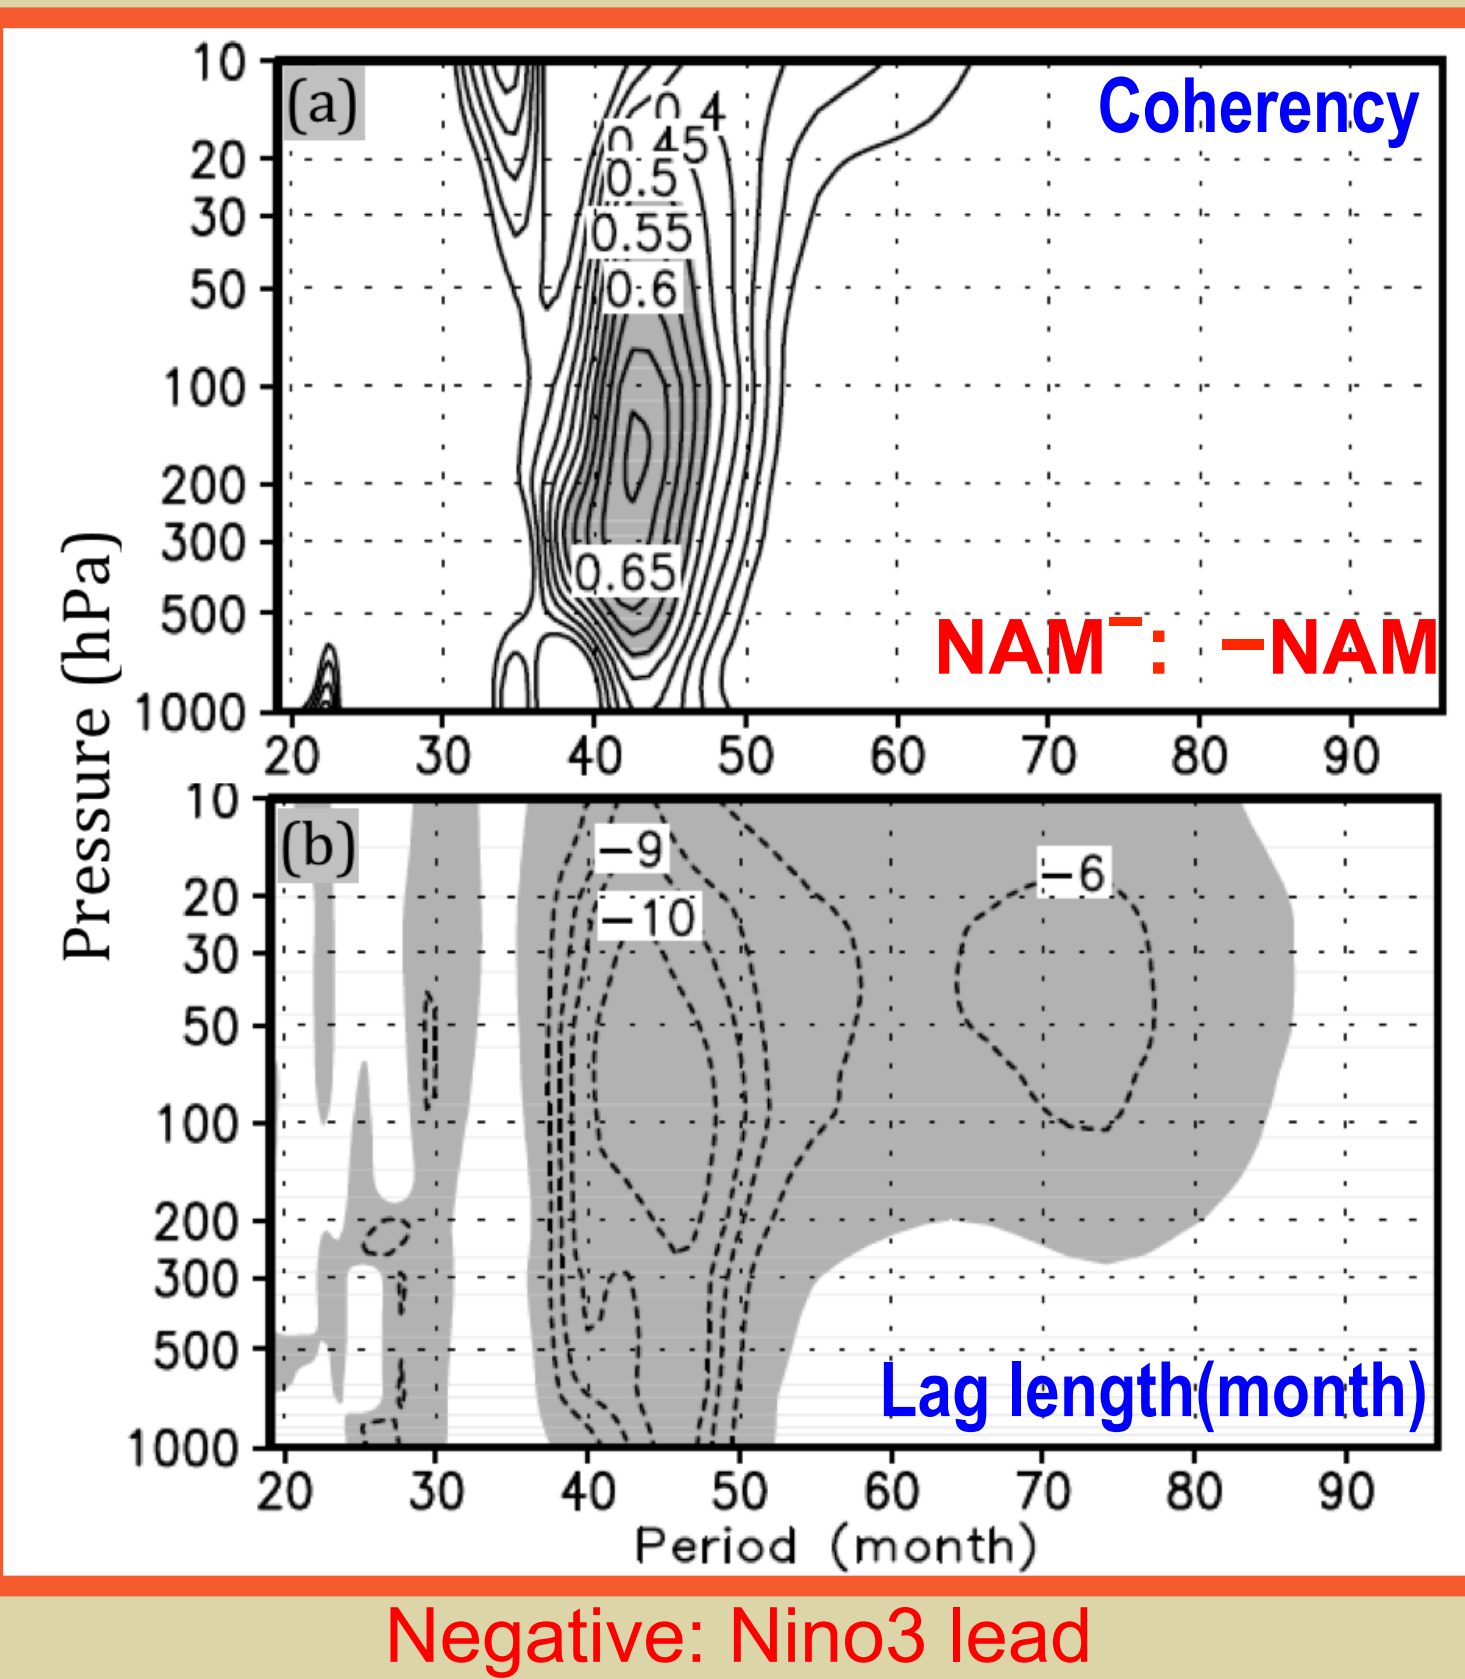 10
(a)
Coherency
0.4
0.45
20
0.5
30
0.55
50
0.6
100
200
300
0.65
500
NAM⁻: −NAM
1000
20 30 40 50 60 70 80 90
Pressure (hPa)
10
(b)
−9
−6
20
−10
30
50
100
200
300
500
Lag length(month)
1000
20 30 40 50 60 70 80 90
Period (month)
Negative: Nino3 lead